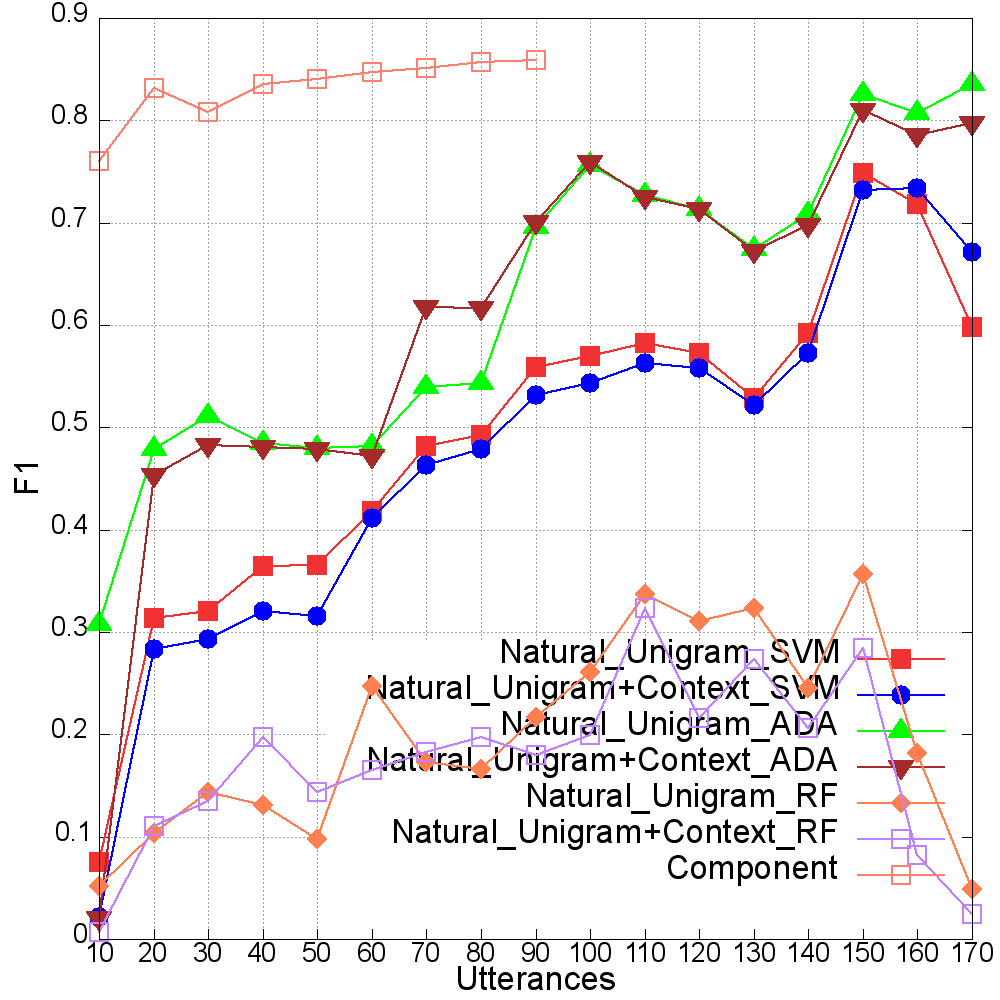 0.9
0.8
0.7
0.6
0.5
0.4
0.3
0.2
0.1
0
F1
Natural_Unigram_SVM
Natural_Unigram+Context_SVM
Natural_Unigram_ADA
Natural_Unigram+Context_ADA
Natural_Unigram_RF
Natural_Unigram+Context_RF
Component
10 20 30 40 50 60 70 80 90 100 110 120 130 140 150 160 170
Utterances